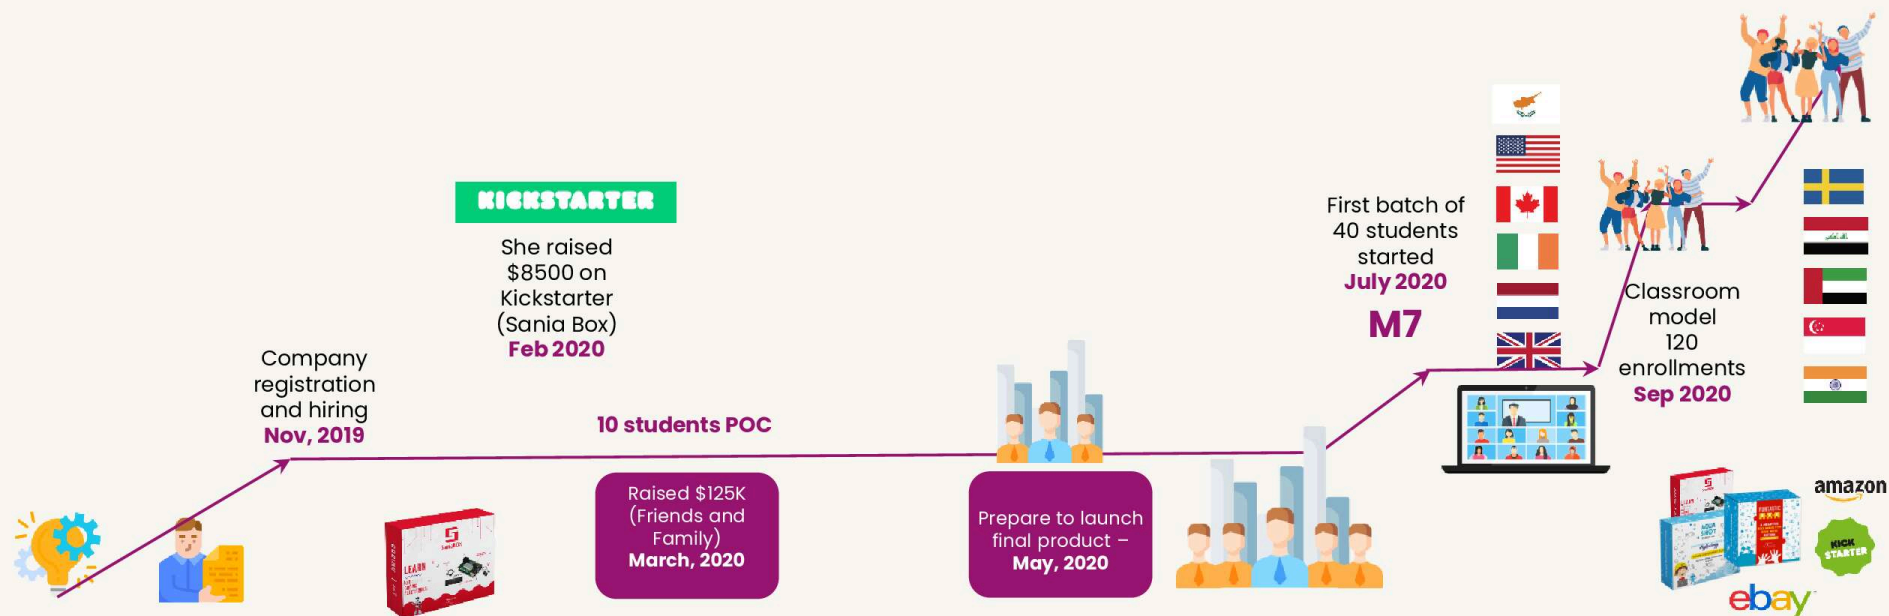 Company
registration
and hiring
Nov, 2019
KICKSTARTER
She raised
$8500 on
Kickstarter
(Sania Box)
Feb 2020
10 students POC
Raised $125K
(Friends and
Family)
March, 2020
Prepare to launch
final product –
May, 2020
First batch of
40 students
started
July 2020
M7
Classroom
model
120
enrollments
Sep 2020
LEARN
amazon
KICK
STARTER
ebay